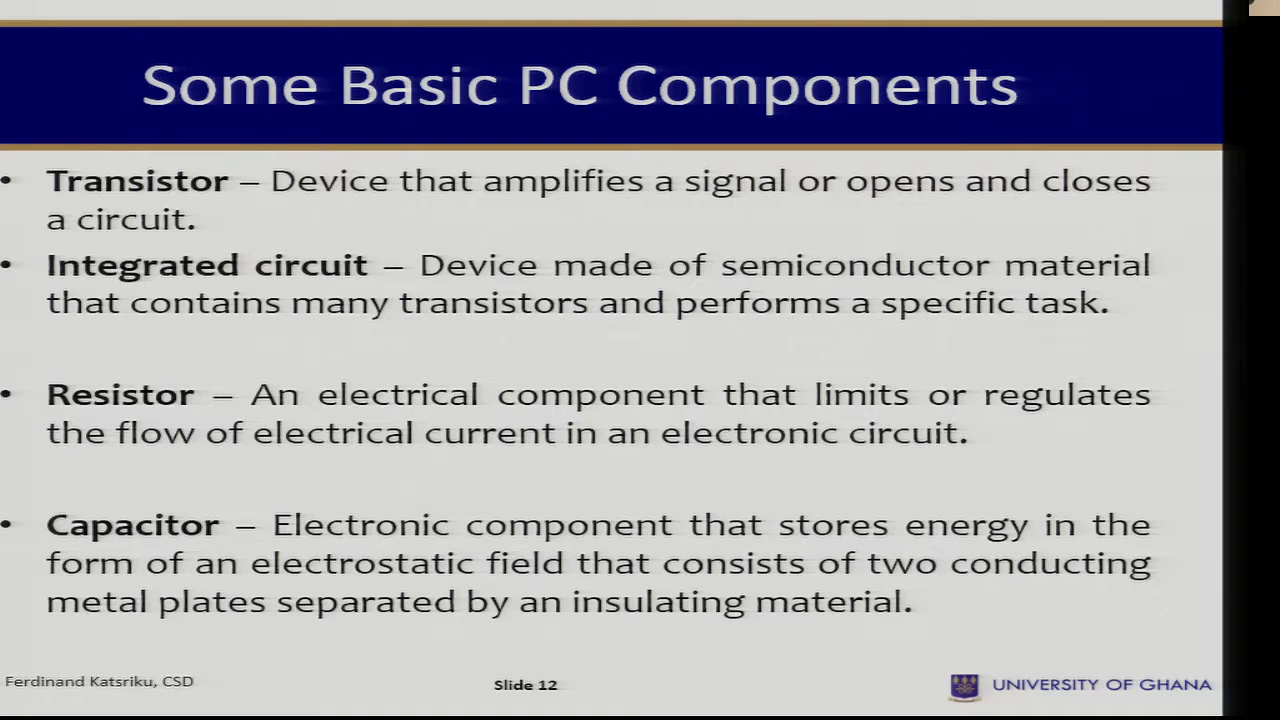 Some Basic PC Components
• Transistor – Device that amplifies a signal or opens and closes
a circuit.
• Integrated circuit – Device made of semiconductor material
that contains many transistors and performs a specific task.
• Resistor – An electrical component that limits or regulates
the flow of electrical current in an electronic circuit.
• Capacitor – Electronic component that stores energy in the
form of an electrostatic field that consists of two conducting
metal plates separated by an insulating material.
Ferdinand Katsriku, CSD
Slide 12
UNIVERSITY OF GHANA